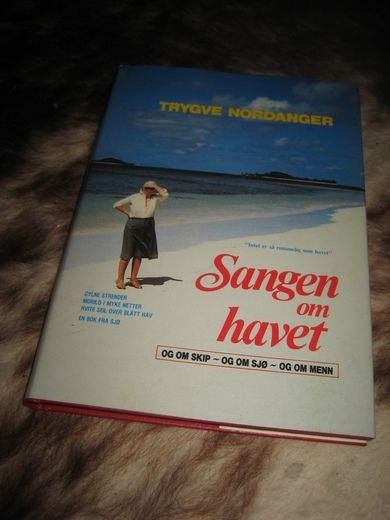 TRYGVE NORDANGER
"Intet er så rommelig som havet"
Sangen
om
havet
GYLNE STRENDER
MORILD I MYKE NETTER
HVITE SEIL OVER BLÅTT HAV
EN BOK FRA SJØ
OG OM SKIP ~ OG OM SJØ ~ OG OM MENN